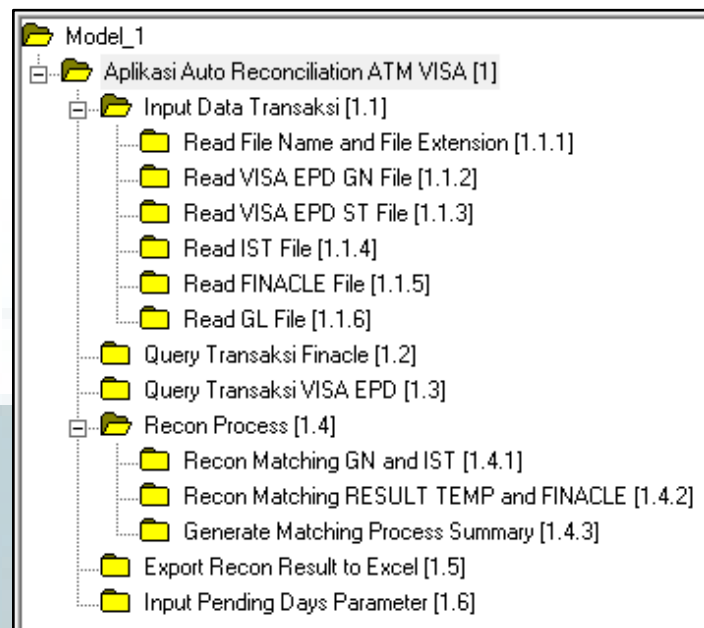 Model_1
Aplikasi Auto Reconciliation ATM VISA [1]
Input Data Transaksi [1.1]
Read File Name and File Extension [1.1.1]
Read VISA EPD GN File [1.1.2]
Read VISA EPD ST File [1.1.3]
Read IST File [1.1.4]
Read FINACLE File [1.1.5]
Read GL File [1.1.6]
Query Transaksi Finacle [1.2]
Query Transaksi VISA EPD [1.3]
Recon Process [1.4]
Recon Matching GN and IST [1.4.1]
Recon Matching RESULT TEMP and FINACLE [1.4.2]
Generate Matching Process Summary [1.4.3]
Export Recon Result to Excel [1.5]
Input Pending Days Parameter [1.6]